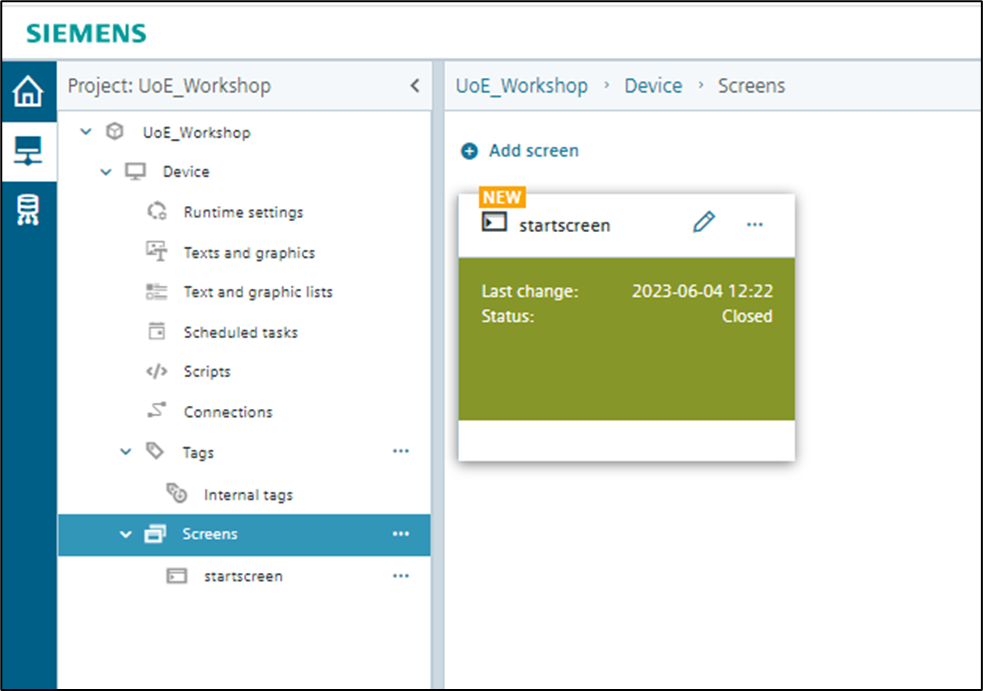 SIEMENS
Project: UoE_Workshop
UoE_Workshop
Device
Runtime settings
Texts and graphics
Text and graphic lists
Scheduled tasks
Scripts
Connections
Tags
Internal tags
Screens
startscreen
UoE_Workshop › Device › Screens
Add screen
NEW
startscreen
Last change: 2023-06-04 12:22
Status: Closed